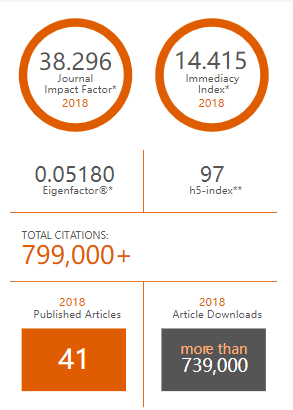 38.296
Journal
Impact Factor*
2018
14.415
Immediacy
Index*
2018
0.05180
Eigenfactor®*
97
h5-index**
TOTAL CITATIONS:
799,000+
2018
Published Articles
41
2018
Article Downloads
more than
739,000